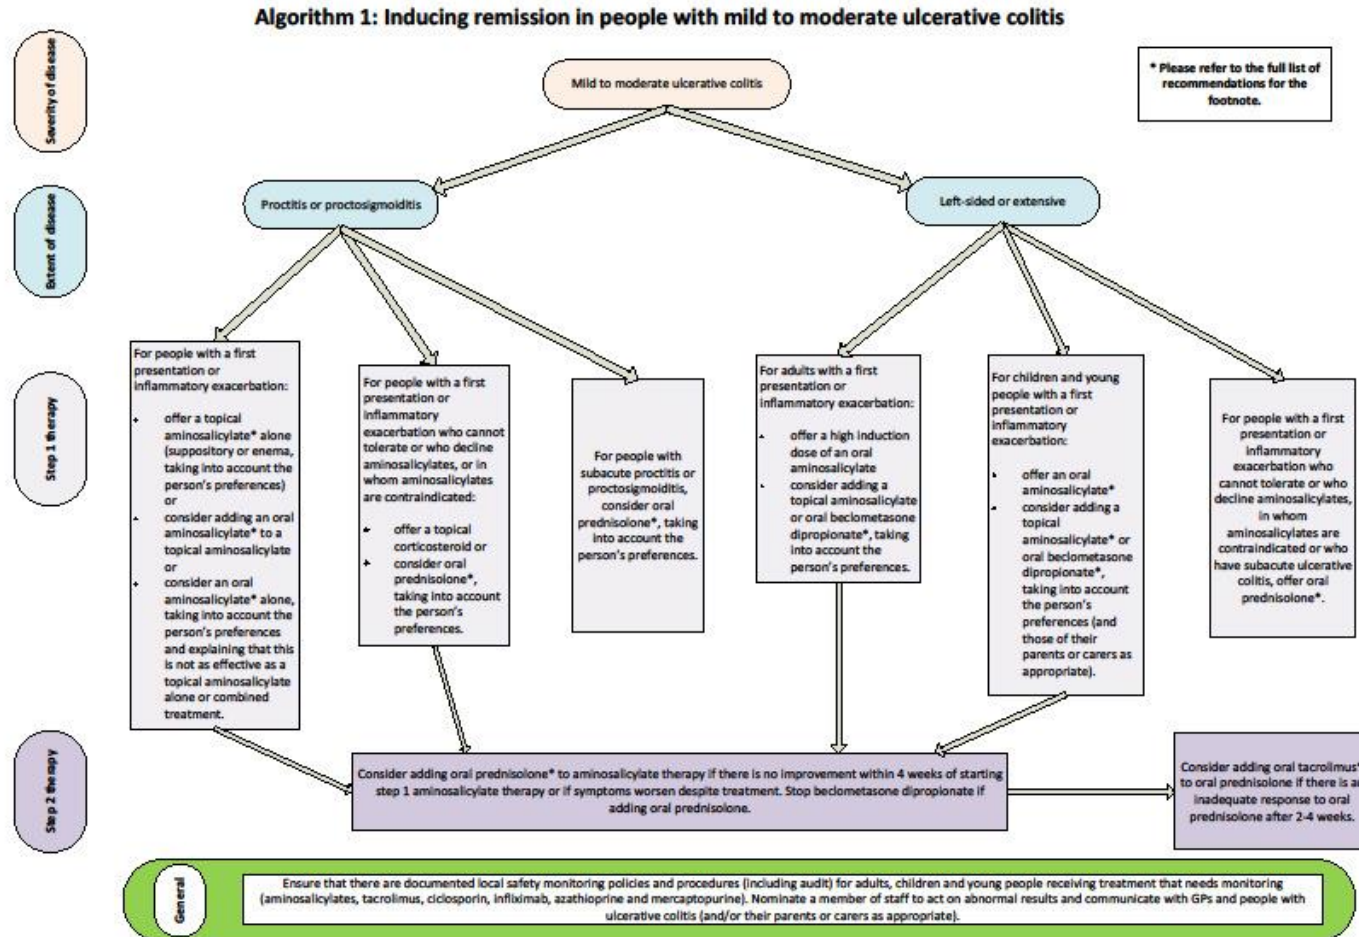 Algorithm 1: Inducing remission in people with mild to moderate ulcerative colitis
Severity of disease
Mild to moderate ulcerative colitis
* Please refer to the full list of
recommendations for the
footnote.
Extent of disease
Proctitis or proctosigmoiditis
Left-sided or extensive
Step 1 therapy
For people with a first
presentation or
inflammatory exacerbation:
• offer a topical
aminosalicylate* alone
(suppository or enema,
taking into account the
person's preferences)
or
• consider adding an oral
aminosalicylate* to a
topical aminosalicylate
or
• consider an oral
aminosalicylate* alone,
taking into account the
person's preferences
and explaining that this
is not as effective as a
topical aminosalicylate
alone or combined
treatment.
For people with a first
presentation or
inflammatory
exacerbation who cannot
tolerate or who decline
aminosalicylates, or in
whom aminosalicylates
are contraindicated:
• offer a topical
corticosteroid or
• consider oral
prednisolone*,
taking into account
the person's
preferences.
For people with
subacute proctitis or
proctosigmoiditis,
consider oral
prednisolone*, taking
into account the
person's preferences.
For adults with a first
presentation or
inflammatory exacerbation:
• offer a high induction
dose of an oral
aminosalicylate
• consider adding a
topical aminosalicylate
or oral beclometasone
dipropionate*, taking
into account the
person's preferences.
For children and young
people with a first
presentation or
inflammatory
exacerbation:
• offer an oral
aminosalicylate*
• consider adding a
topical
aminosalicylate* or
oral beclometasone
dipropionate*,
taking into account
the person's
preferences (and
those of their
parents or carers as
appropriate).
For people with a first
presentation or
inflammatory
exacerbation who
cannot tolerate or who
decline aminosalicylates,
in whom
aminosalicylates are
contraindicated or who
have subacute ulcerative
colitis, offer oral
prednisolone*.
Step 2 therapy
Consider adding oral prednisolone* to aminosalicylate therapy if there is no improvement within 4 weeks of starting
step 1 aminosalicylate therapy or if symptoms worsen despite treatment. Stop beclometasone dipropionate if
adding oral prednisolone.
Consider adding oral tacrolimus*
to oral prednisolone if there is an
inadequate response to oral
prednisolone after 2-4 weeks.
General
Ensure that there are documented local safety monitoring policies and procedures (including audit) for adults, children and young people receiving treatment that needs monitoring
(aminosalicylates, tacrolimus, ciclosporin, infliximab, azathioprine and mercaptopurine). Nominate a member of staff to act on abnormal results and communicate with GPs and people with
ulcerative colitis (and/or their parents or carers as appropriate).